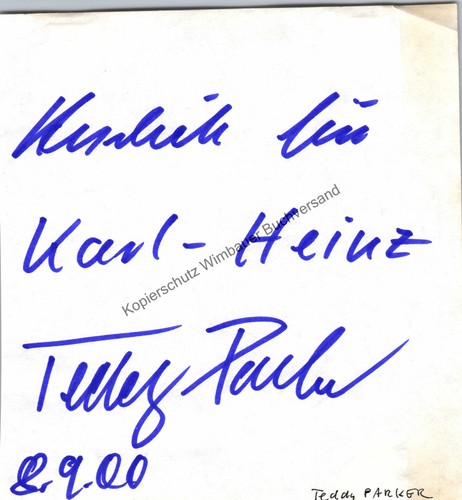 Herzlich für
Karl-Heinz
Kopierschutz Wimbauer Buchversand
Teddy Parker
8.9.00
Teddy PARKER